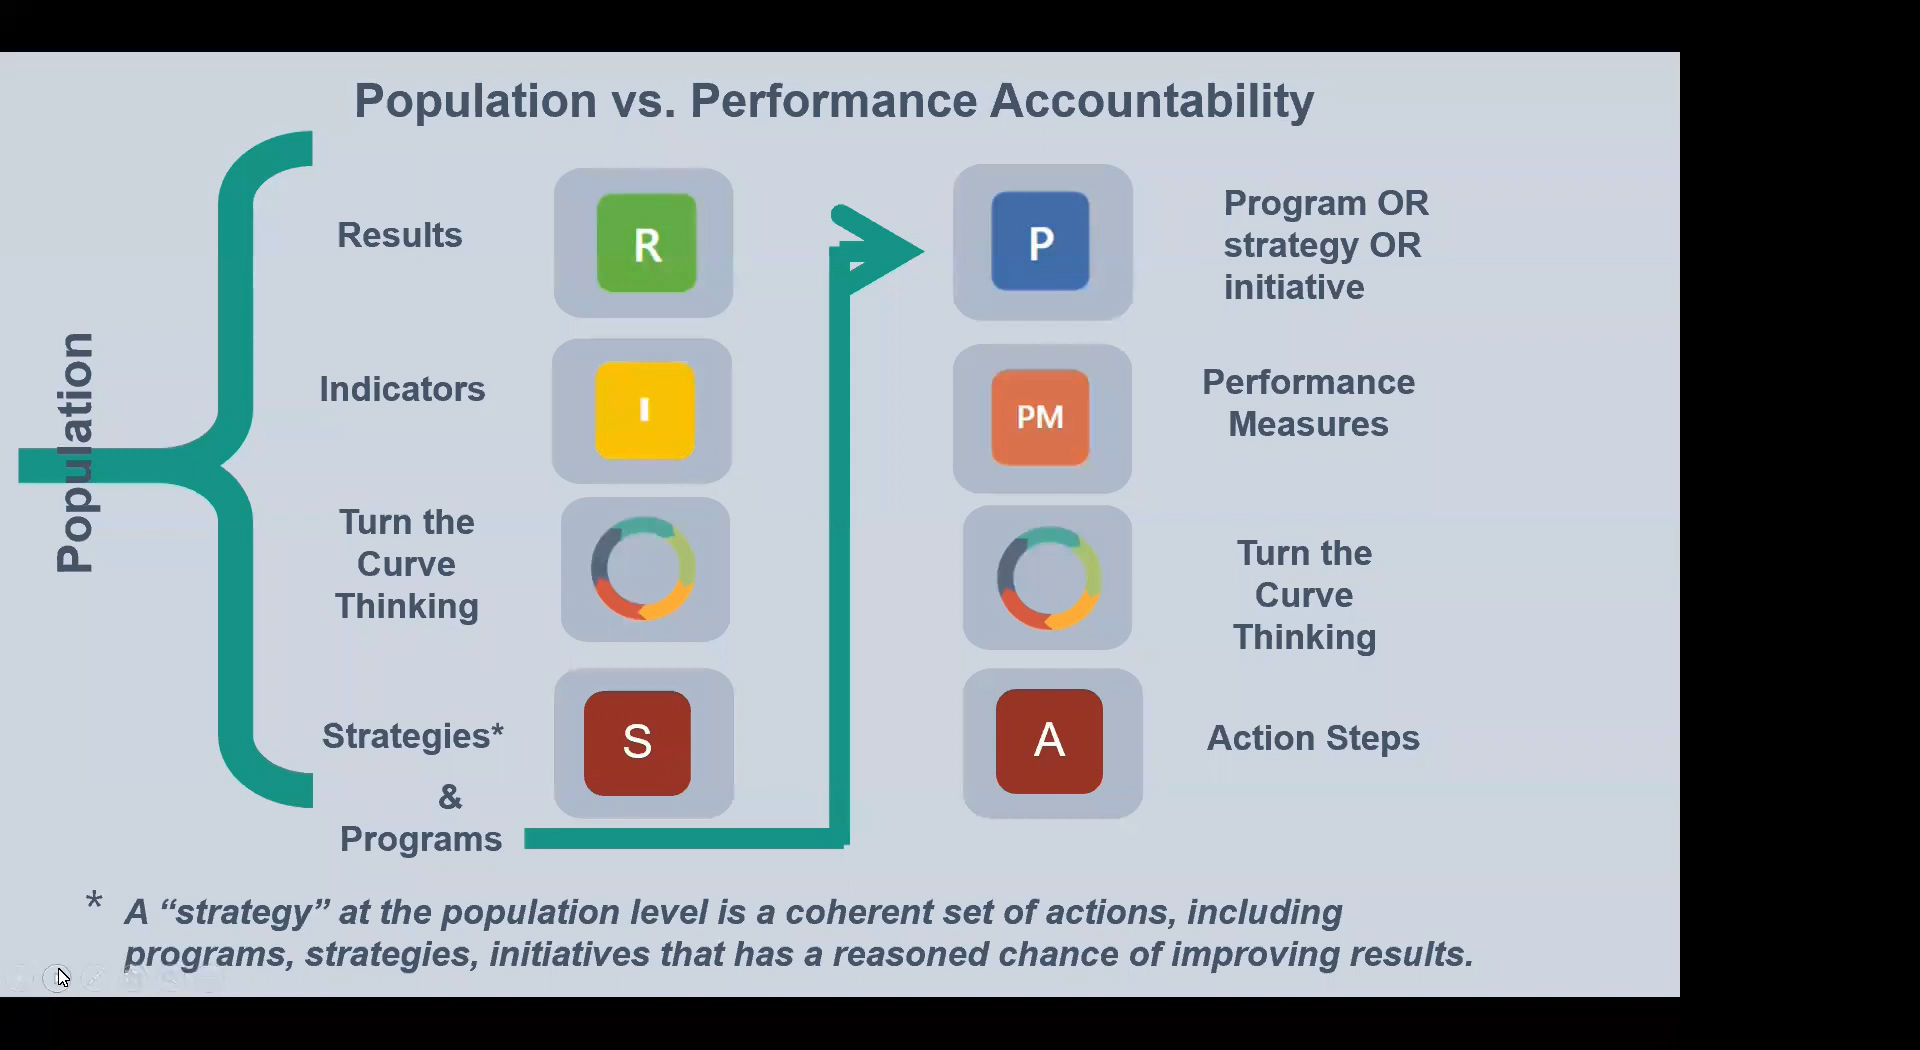 Population vs. Performance Accountability
Population
Results
R
Indicators
I
Turn the
Curve
Thinking
Strategies*
&
Programs
S
P
Program OR
strategy OR
initiative
PM
Performance
Measures
Turn the
Curve
Thinking
A
Action Steps
* A “strategy” at the population level is a coherent set of actions, including
programs, strategies, initiatives that has a reasoned chance of improving results.